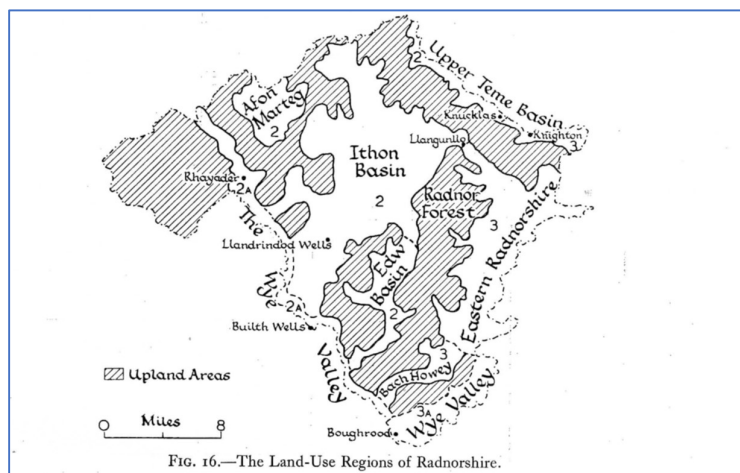 Upper Teme Basin
2
Afon
Marteg
2
Knucklas
Knighton
3
Llangunllo
Ithon
Basin
2
Rhayader
2A
Radnor
Forest
3
Eastern Radnorshire
The
Wye
Valley
Llandrindod Wells
Edw
Basin
2
2A
Builth Wells
3
Bach Howey
3A
Wye Valley
Boughrood
Upland Areas
Miles
0 8
FIG. 16.—The Land-Use Regions of Radnorshire.